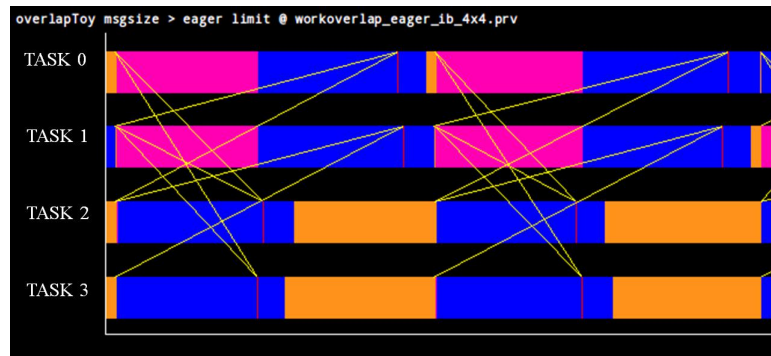 overlapToy msgsize > eager limit @ workoverlap_eager_ib_4x4.prv
TASK 0
TASK 1
TASK 2
TASK 3